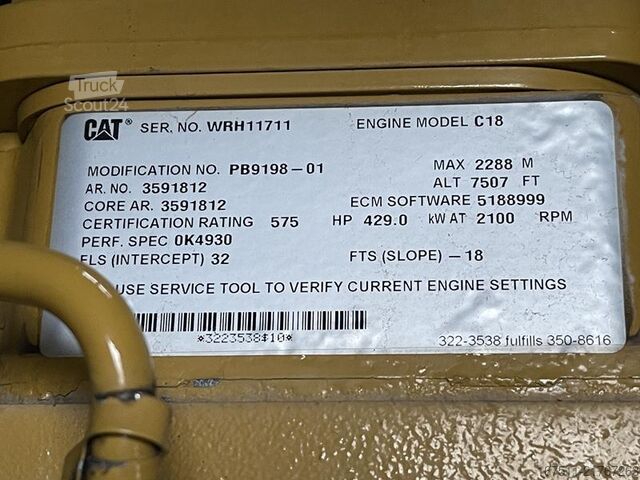 Truck
Scout24
CAT® SER. NO. WRH11711 ENGINE MODEL C18
MODIFICATION NO. PB9198-01 MAX 2288 M
AR. NO. 3591812 ALT 7507 FT
CORE AR. 3591812 ECM SOFTWARE 5188999
CERTIFICATION RATING 575 HP 429.0 kW AT 2100 RPM
PERF. SPEC 0K4930
FLS (INTERCEPT) 32 FTS (SLOPE) -18
USE SERVICE TOOL TO VERIFY CURRENT ENGINE SETTINGS
*3223538$10*
322-3538 fulfills 350-8616